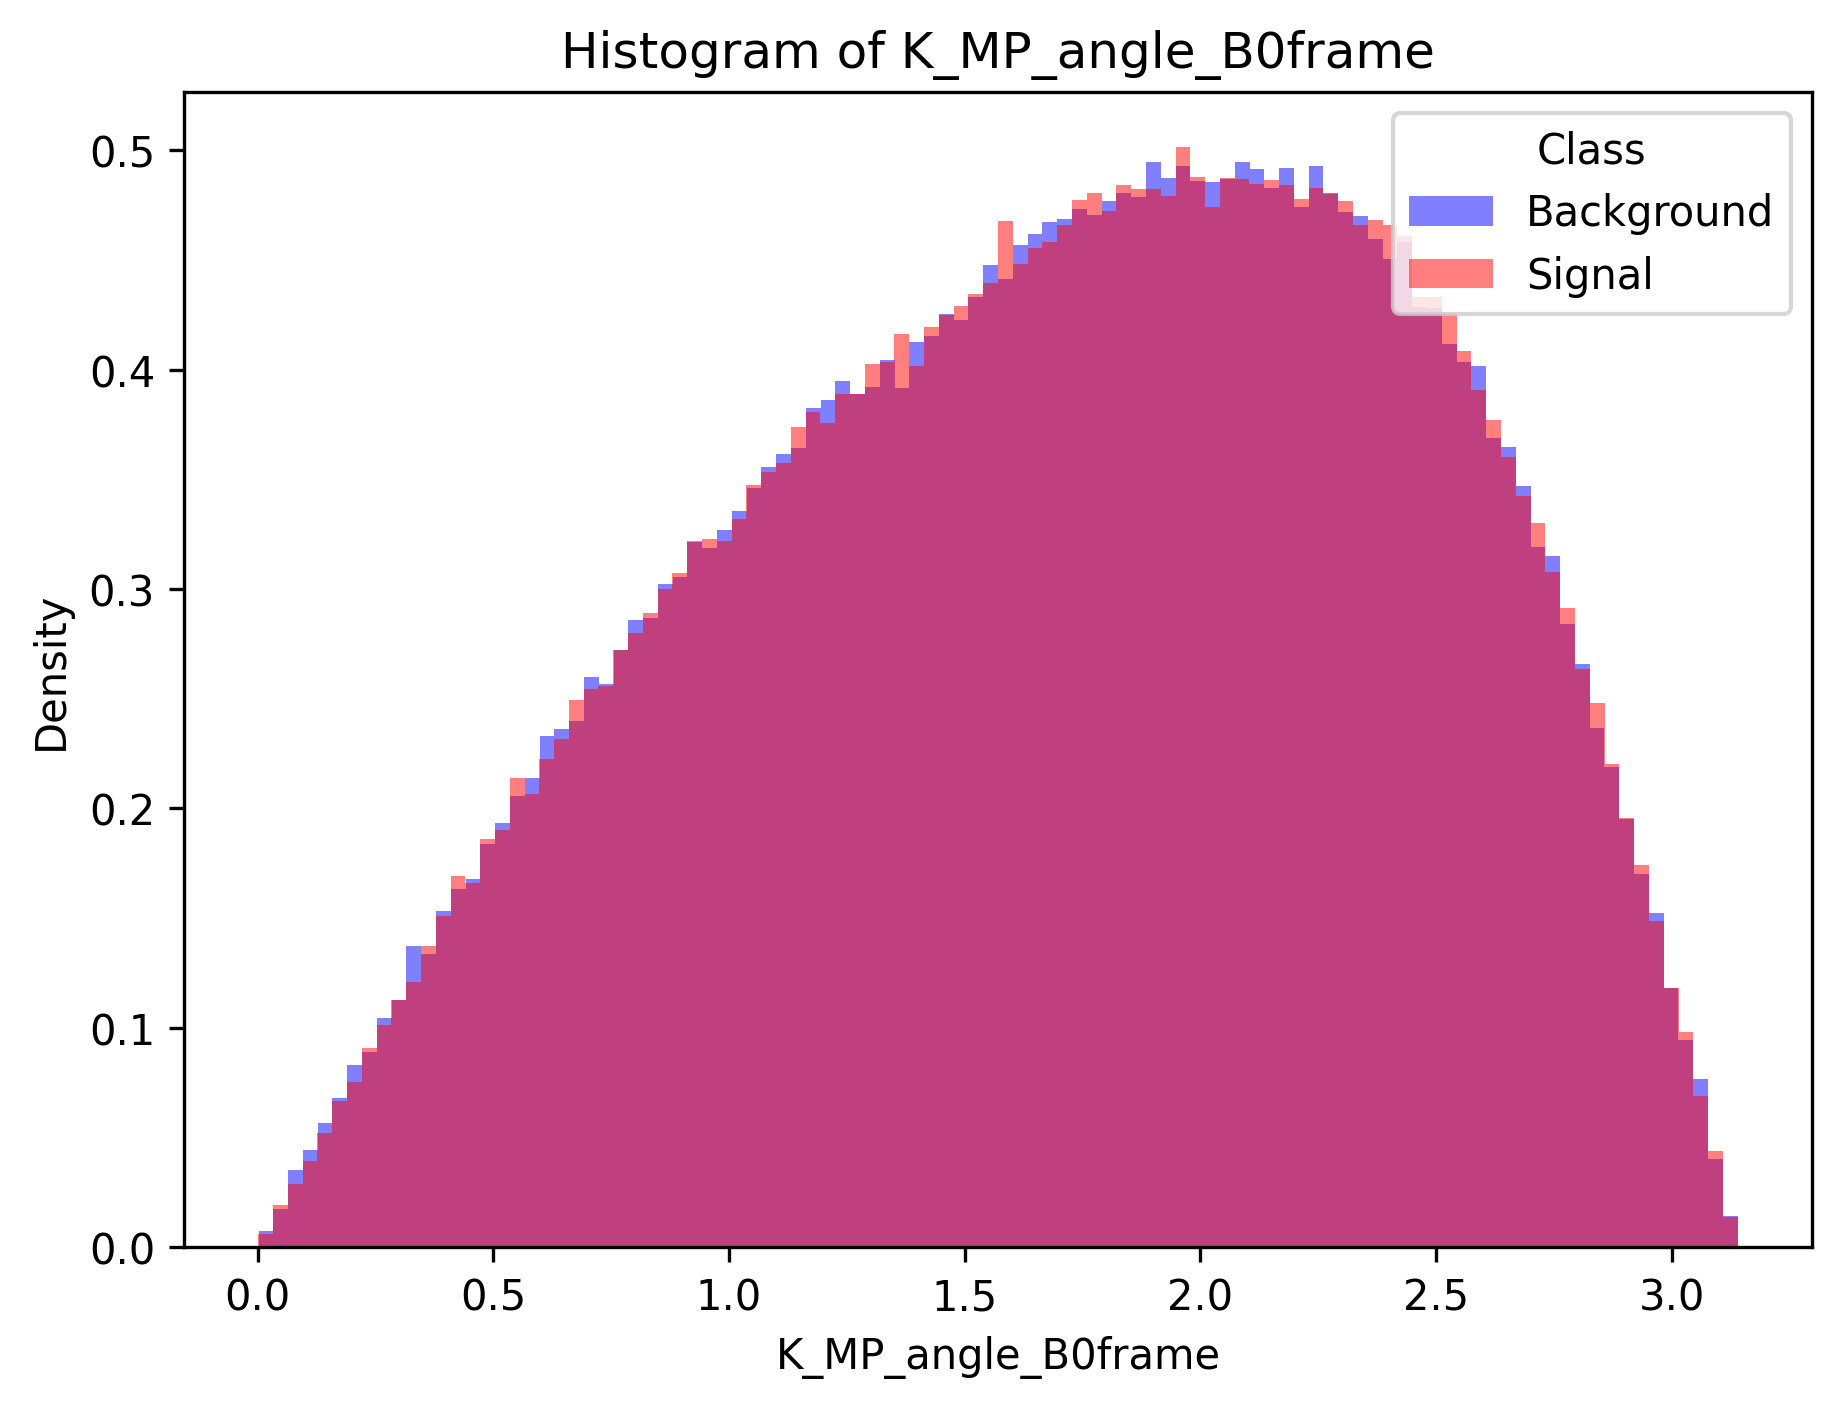 Histogram of K_MP_angle_B0frame
Class
Background
Signal
0.5
0.4
0.3
0.2
0.1
0.0
Density
0.0 0.5 1.0 1.5 2.0 2.5 3.0
K_MP_angle_B0frame